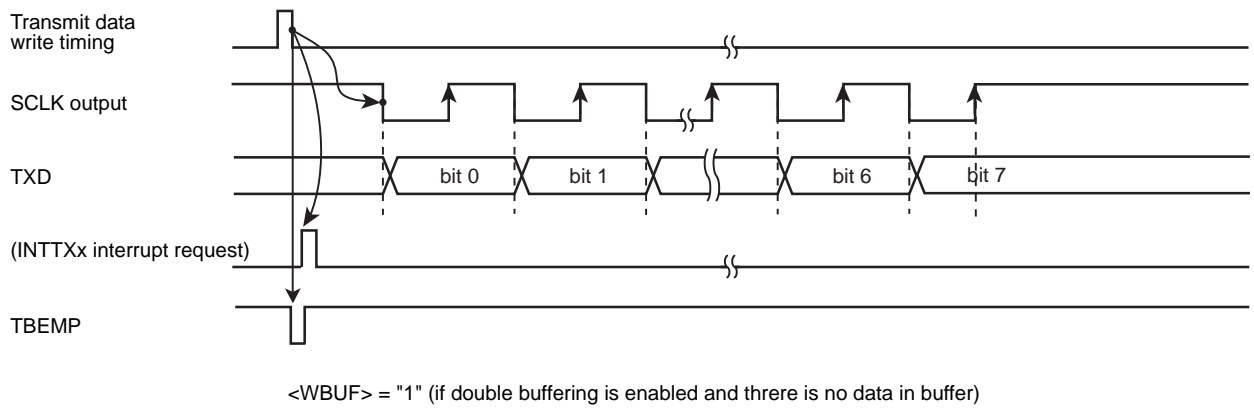 Transmit data
write timing
SCLK output
TXD
bit 0
bit 1
bit 6
bit 7
(INTTXx interrupt request)
TBEMP
<WBUF> = "1" (if double buffering is enabled and threre is no data in buffer)